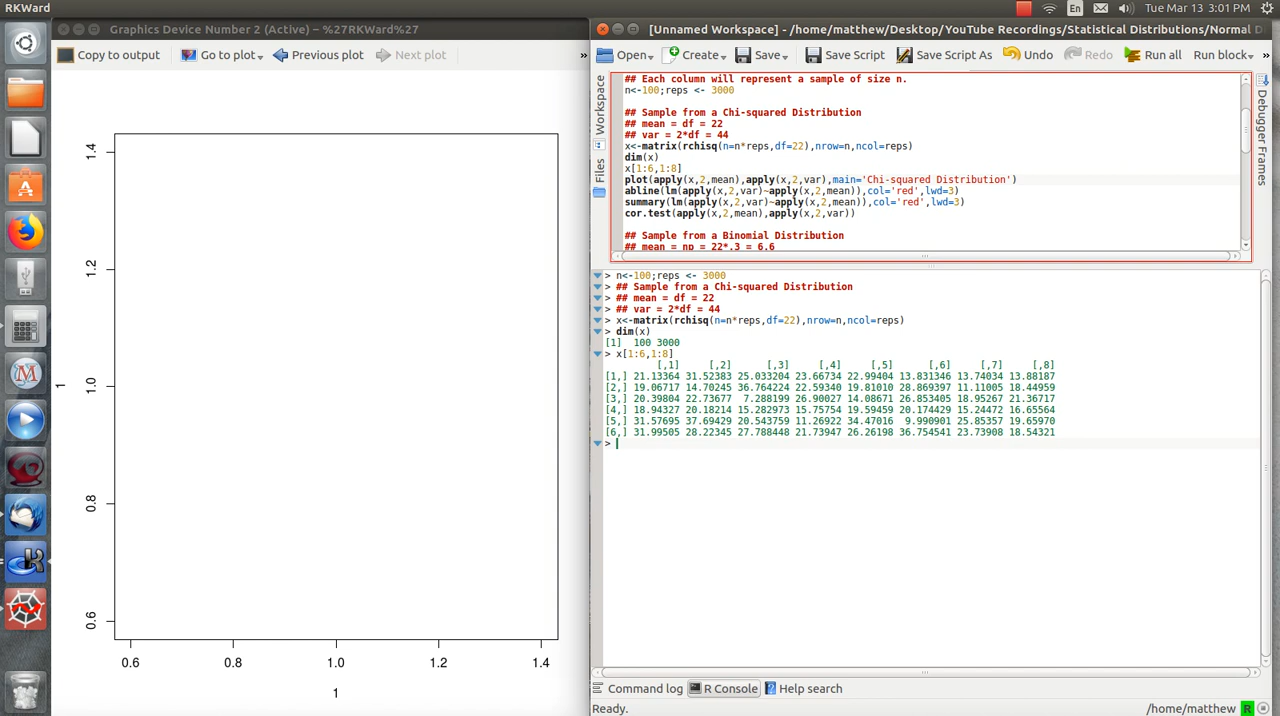 RKWard
En
Tue Mar 13 3:01 PM
Graphics Device Number 2 (Active) – %27RKWard%27
Copy to output
Go to plot
Previous plot
Next plot
»
1.4
1.2
1.0
0.8
0.6
1
0.6
0.8
1.0
1.2
1.4
1
[Unnamed Workspace] - /home/matthew/Desktop/YouTube Recordings/Statistical Distributions/Normal D
Open
Create
Save
Save Script
Save Script As
Undo
Redo
Run all
Run block
»
Workspace
Files
Debugger Frames
## Each column will represent a sample of size n.
n<-100;reps <- 3000
## Sample from a Chi-squared Distribution
## mean = df = 22
## var = 2*df = 44
x<-matrix(rchisq(n=n*reps,df=22),nrow=n,ncol=reps)
dim(x)
x[1:6,1:8]
plot(apply(x,2,mean),apply(x,2,var),main='Chi-squared Distribution')
abline(lm(apply(x,2,var)~apply(x,2,mean)),col='red',lwd=3)
summary(lm(apply(x,2,var)~apply(x,2,mean)),col='red',lwd=3)
cor.test(apply(x,2,mean),apply(x,2,var))
## Sample from a Binomial Distribution
## mean = np = 22*.3 = 6.6
> n<-100;reps <- 3000
> ## Sample from a Chi-squared Distribution
> ## mean = df = 22
> ## var = 2*df = 44
> x<-matrix(rchisq(n=n*reps,df=22),nrow=n,ncol=reps)
> dim(x)
[1]  100 3000
> x[1:6,1:8]
[,1] [,2] [,3] [,4] [,5] [,6] [,7] [,8]
[1,] 21.13364 31.52383 25.033204 23.66734 22.99404 13.831346 13.74034 13.88187
[2,] 19.06717 14.70245 36.764224 22.59340 19.81010 28.869397 11.11005 18.44959
[3,] 20.39804 22.73677 7.288199 26.90027 14.08671 26.853405 18.95267 21.36717
[4,] 18.94327 20.18214 15.282973 15.75754 19.59459 20.174429 15.24472 16.65564
[5,] 31.57695 37.69429 20.543759 11.26922 34.47016 9.990901 25.85357 19.65970
[6,] 31.99505 28.22345 27.788448 21.73947 26.26198 36.754541 23.73908 18.54321
>
Command log
R Console
Help search
Ready.
/home/matthew
R